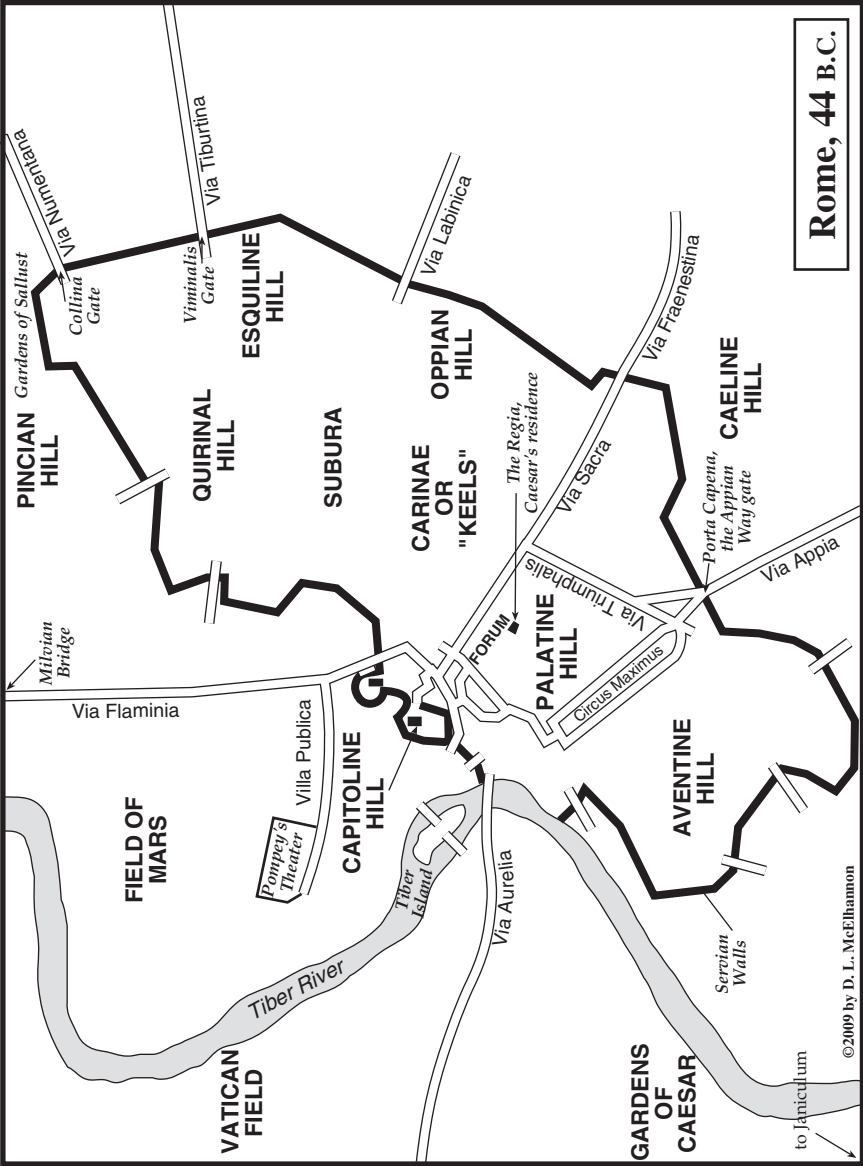 Rome, 44 B.C.
Via Numentana
Via Tiburtina
Gardens of Sallust
Collina
Gate
Viminalis
Gate
PINCIAN
HILL
ESQUILINE
HILL
Via Labinica
QUIRINAL
HILL
OPPIAN
HILL
Via Fraenestina
SUBURA
CARINAE
OR
"KEELS"
The Regia,
Caesar's residence
Via Sacra
CAELINE
HILL
Porta Capena,
the Appian
Way gate
Via Appia
Milvian
Bridge
Via Flaminia
Villa Publica
FORUM
Via Triumphalis
PALATINE
HILL
Circus Maximus
CAPITOLINE
HILL
FIELD OF
MARS
Pompey's
Theater
AVENTINE
HILL
Tiber
Island
Via Aurelia
Tiber River
Servian
Walls
VATICAN
FIELD
GARDENS
OF
CAESAR
to Janiculum
©2009 by D. L. McElhannon